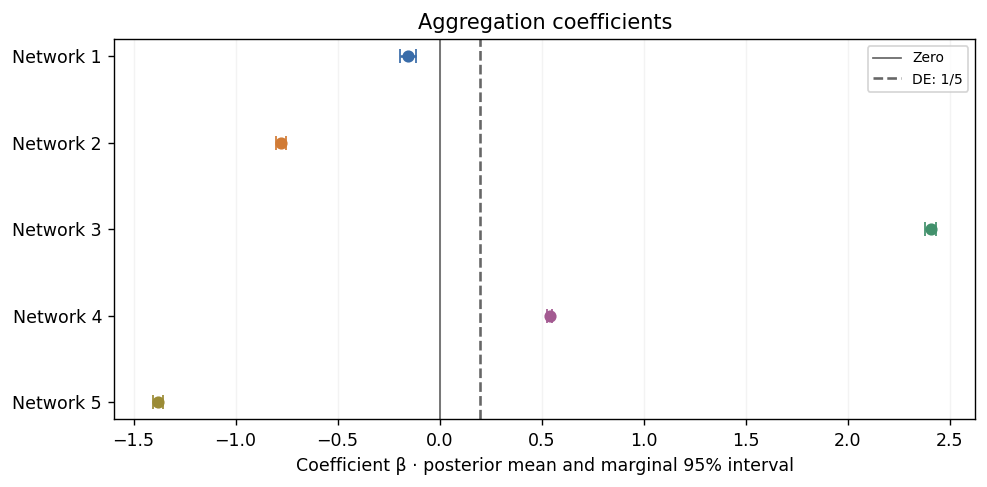 Aggregation coefficients
Network 1
Network 2
Network 3
Network 4
Network 5
Zero
DE: 1/5
−1.5 −1.0 −0.5 0.0 0.5 1.0 1.5 2.0 2.5
Coefficient β · posterior mean and marginal 95% interval